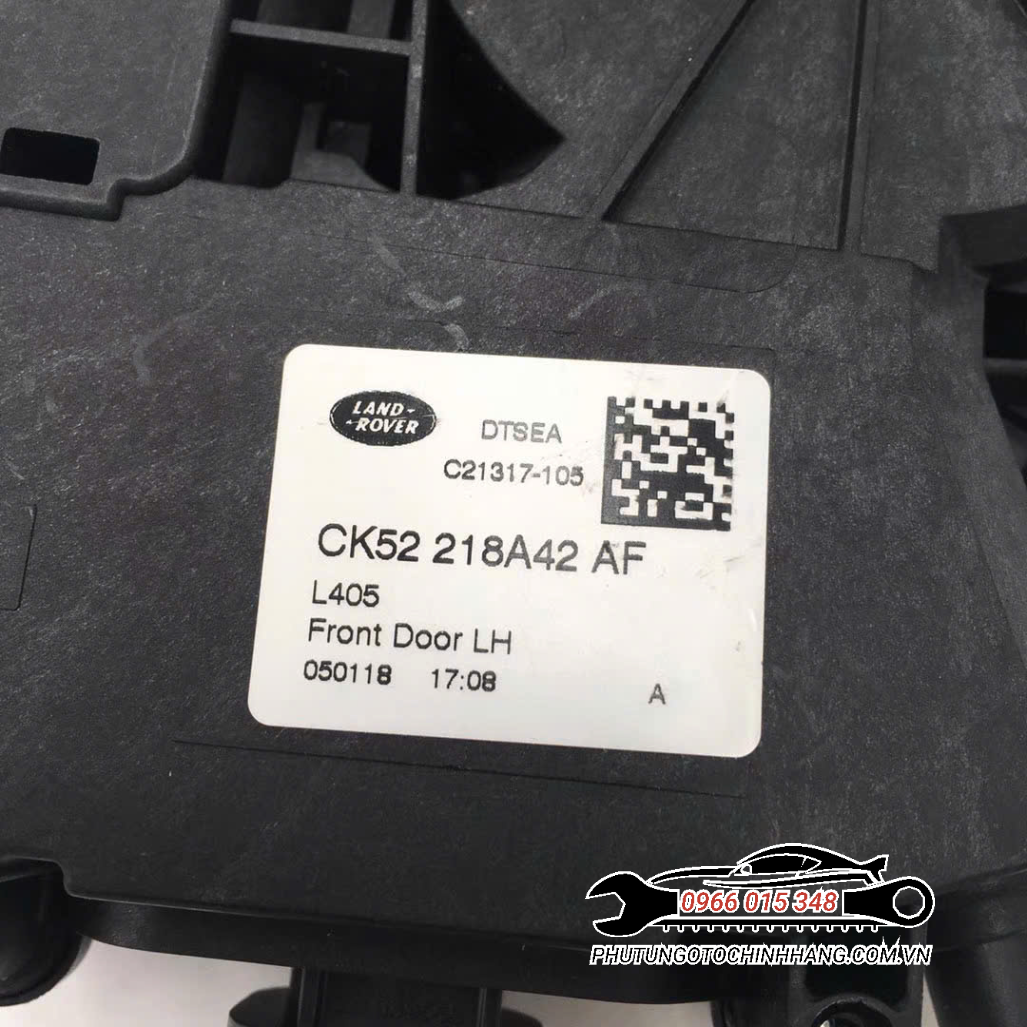 LAND-
-ROVER
DTSEA
C21317-105
CK52 218A42 AF
L405
Front Door LH
050118 17:08
A
0966 015 348
PHUTUNGOTOCHINHHANG.COM.VN